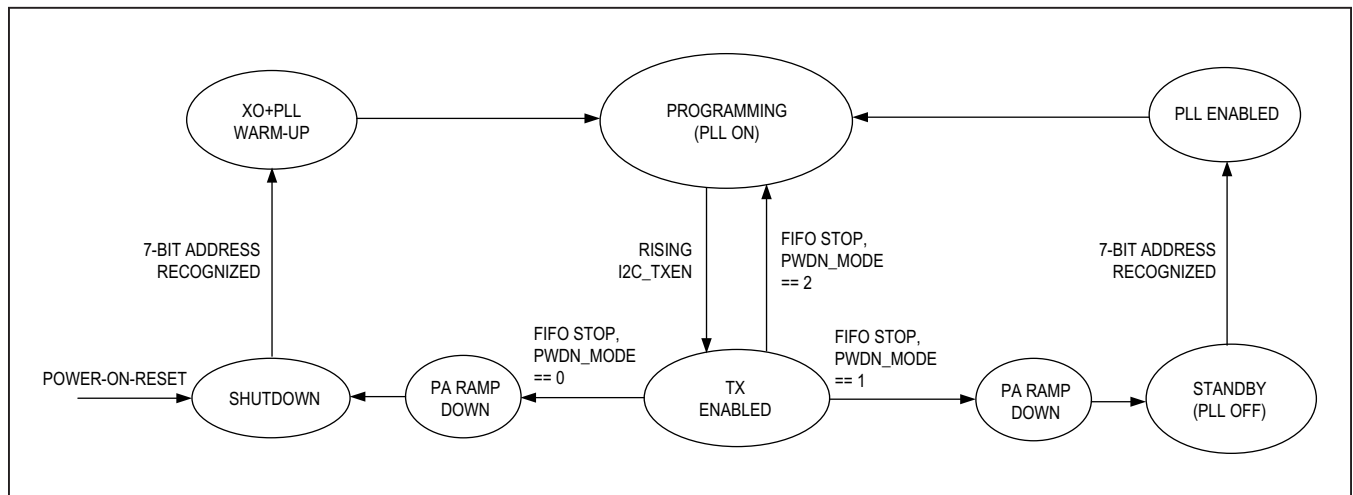 XO+PLL
WARM-UP
PROGRAMMING
(PLL ON)
PLL ENABLED
7-BIT ADDRESS
RECOGNIZED
RISING
I2C_TXEN
FIFO STOP,
PWDN_MODE
== 2
7-BIT ADDRESS
RECOGNIZED
POWER-ON-RESET
SHUTDOWN
PA RAMP
DOWN
FIFO STOP,
PWDN_MODE
== 0
TX
ENABLED
FIFO STOP,
PWDN_MODE
== 1
PA RAMP
DOWN
STANDBY
(PLL OFF)